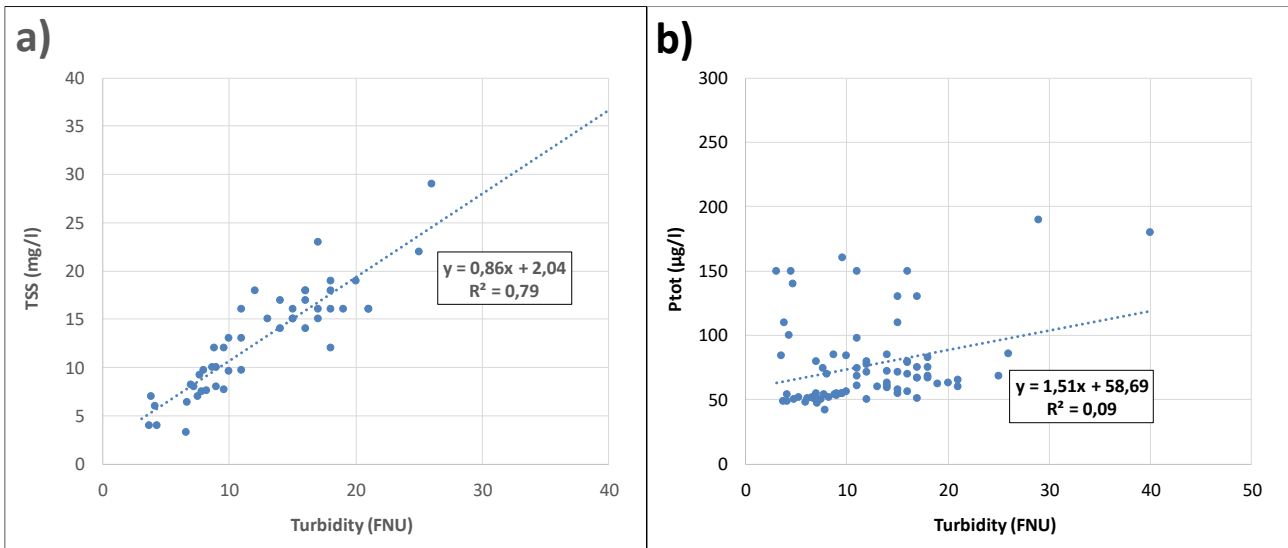 a)
40
35
30
25
20
15
10
5
0
TSS (mg/l)
y = 0,86x + 2,04
R² = 0,79
0 10 20 30 40
Turbidity (FNU)
b)
300
250
200
150
100
50
0
Ptot (µg/l)
y = 1,51x + 58,69
R² = 0,09
0 10 20 30 40 50
Turbidity (FNU)